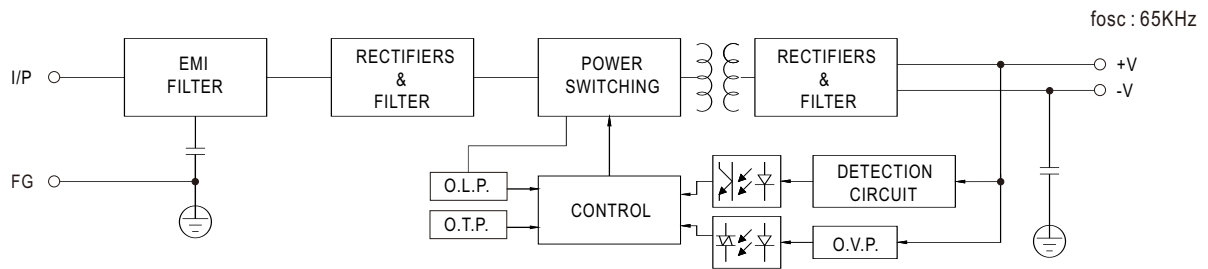 fosc : 65KHz
I/P
EMI
FILTER
RECTIFIERS
&
FILTER
POWER
SWITCHING
RECTIFIERS
&
FILTER
+V
-V
FG
O.L.P.
O.T.P.
CONTROL
DETECTION
CIRCUIT
O.V.P.